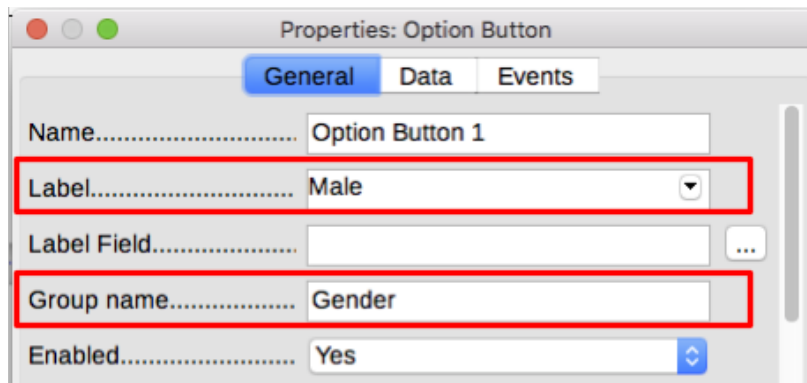 Properties: Option Button
General Data Events
Name............................ Option Button 1
Label............................ Male
Label Field..................... ...
Group name.................. Gender
Enabled......................... Yes